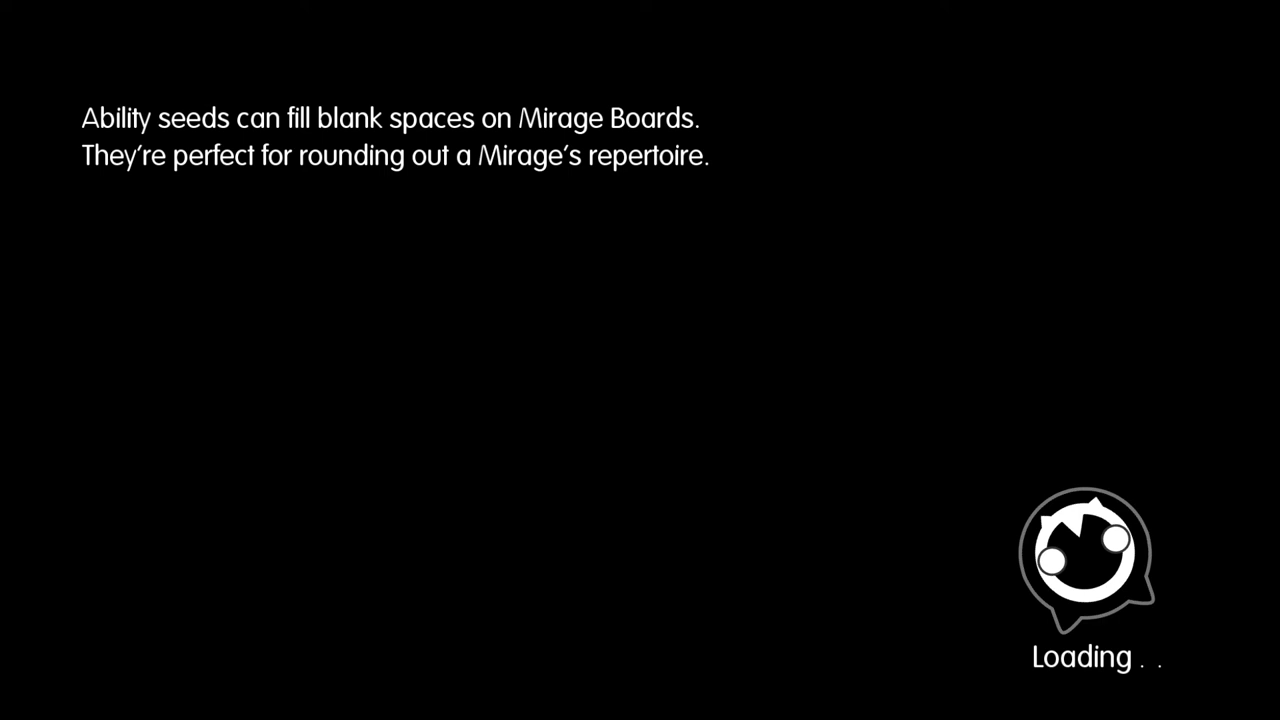 Ability seeds can fill blank spaces on Mirage Boards.
They're perfect for rounding out a Mirage's repertoire.
Loading . .